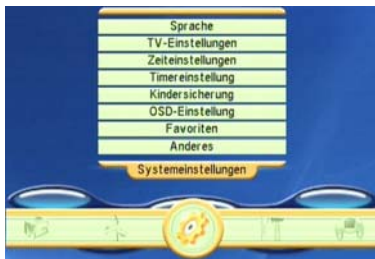 Sprache
TV-Einstellungen
Zeiteinstellungen
Timereinstellung
Kindersicherung
OSD-Einstellung
Favoriten
Anderes
Systemeinstellungen